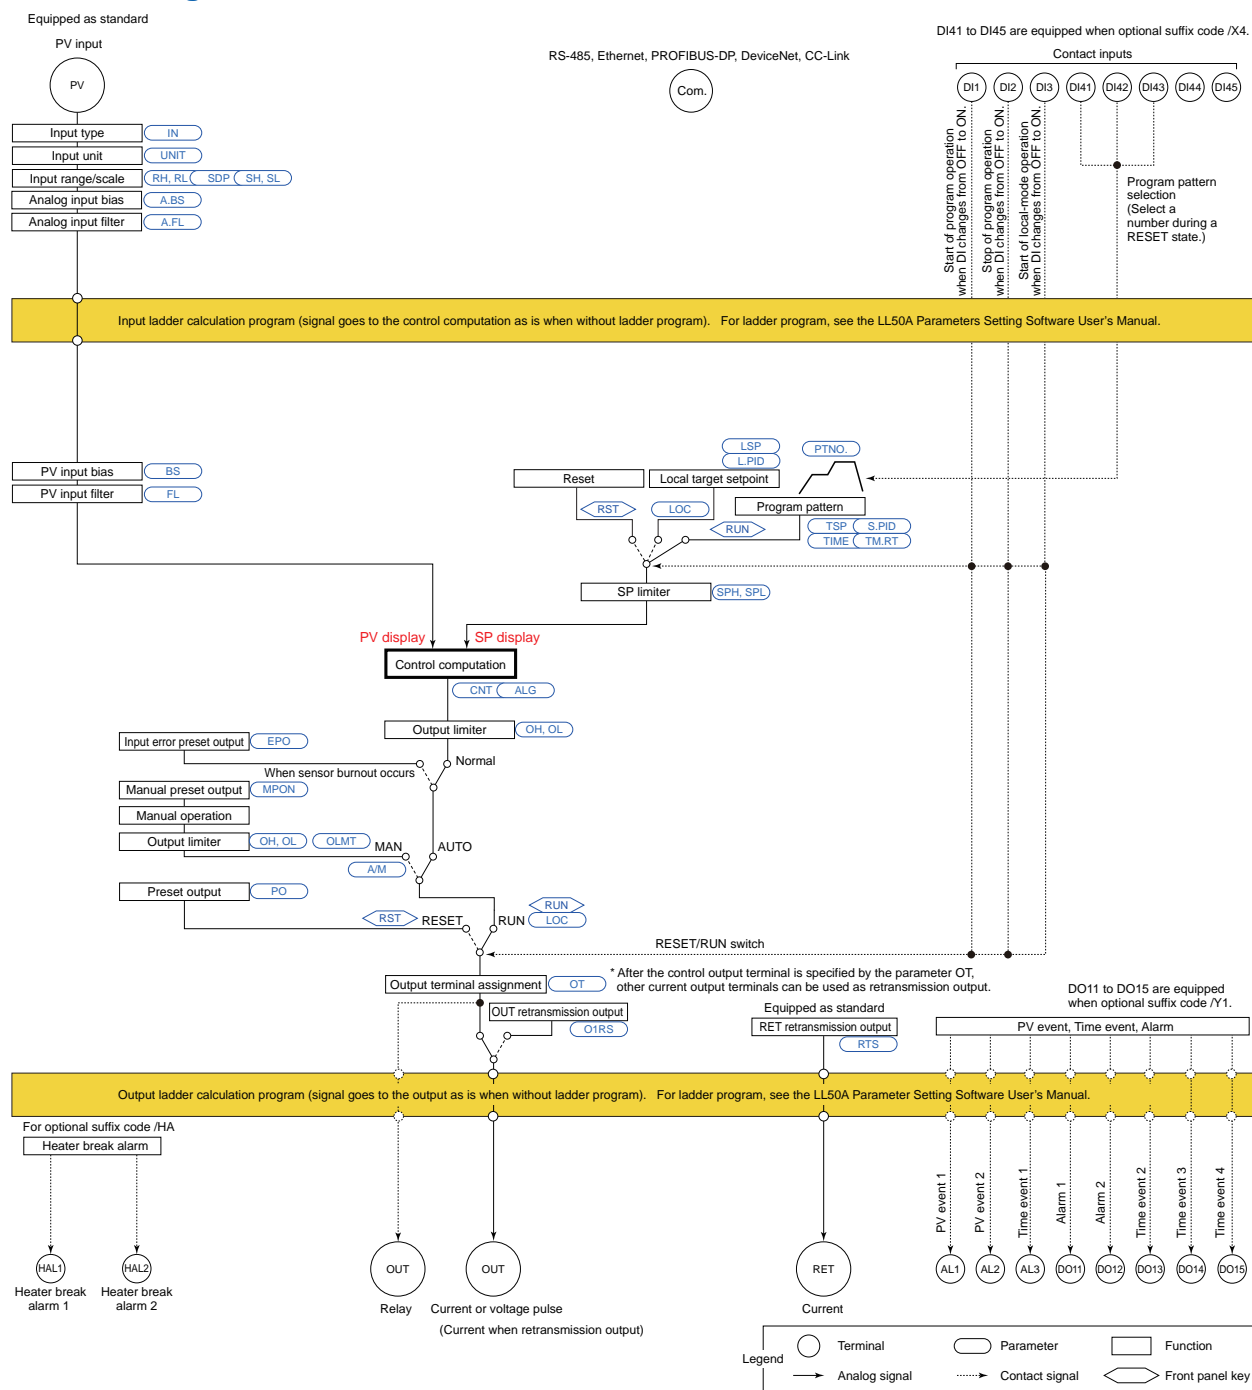 Equipped as standard
PV input
PV
RS-485, Ethernet, PROFIBUS-DP, DeviceNet, CC-Link
Com.
DI41 to DI45 are equipped when optional suffix code /X4.
Contact inputs
DI1
DI2
DI3
DI41
DI42
DI43
DI44
DI45
Input type
IN
Input unit
UNIT
Input range/scale
RH, RL
SDP
SH, SL
Analog input bias
A.BS
Analog input filter
A.FL
Start of program operation
when DI changes from OFF to ON.
Stop of program operation
when DI changes from OFF to ON.
Start of local-mode operation
when DI changes from OFF to ON.
Program pattern
selection
(Select a
number during a
RESET state.)
Input ladder calculation program (signal goes to the control computation as is when without ladder program). For ladder program, see the LL50A Parameters Setting Software User's Manual.
PV input bias
BS
PV input filter
FL
LSP
L.PID
PTNO.
Reset
Local target setpoint
RST
LOC
Program pattern
RUN
TSP
S.PID
TIME
TM.RT
SP limiter
SPH, SPL
PV display
SP display
Control computation
CNT
ALG
Output limiter
OH, OL
Input error preset output
EPO
Normal
When sensor burnout occurs
Manual preset output
MPON
Manual operation
Output limiter
OH, OL
OLMT
MAN
AUTO
A/M
Preset output
PO
RST
RESET
RUN
RUN
LOC
RESET/RUN switch
Output terminal assignment
OT
* After the control output terminal is specified by the parameter OT,
other current output terminals can be used as retransmission output.
OUT retransmission output
O1RS
Equipped as standard
RET retransmission output
RTS
DO11 to DO15 are equipped
when optional suffix code /Y1.
PV event, Time event, Alarm
Output ladder calculation program (signal goes to the output as is when without ladder program). For ladder program, see the LL50A Parameter Setting Software User's Manual.
For optional suffix code /HA
Heater break alarm
PV event 1
PV event 2
Time event 1
Alarm 1
Alarm 2
Time event 2
Time event 3
Time event 4
HAL1
HAL2
OUT
OUT
RET
AL1
AL2
AL3
DO11
DO12
DO13
DO14
DO15
Heater break
alarm 1
Heater break
alarm 2
Relay
Current or voltage pulse
(Current when retransmission output)
Current
Legend
Terminal
Parameter
Function
Analog signal
Contact signal
Front panel key